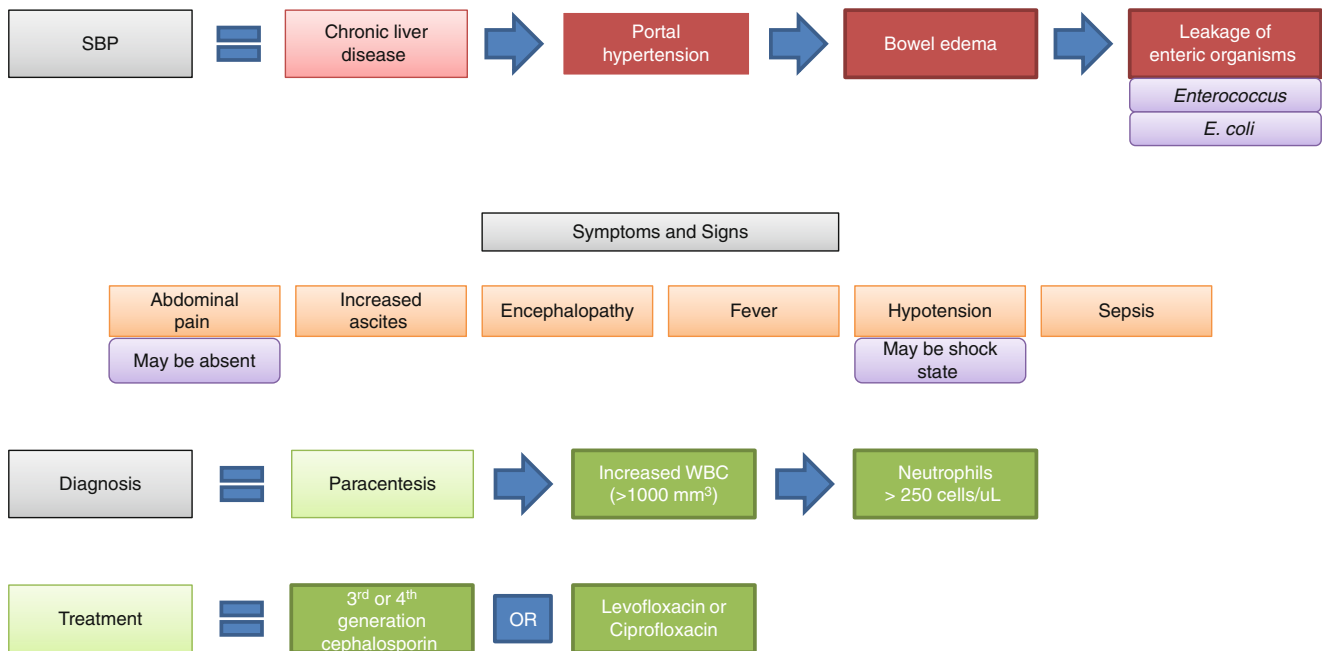 SBP
Chronic liver
disease
Portal
hypertension
Bowel edema
Leakage of
enteric organisms
Enterococcus
E. coli
Symptoms and Signs
Abdominal
pain
May be absent
Increased
ascites
Encephalopathy
Fever
Hypotension
May be shock
state
Sepsis
Diagnosis
Paracentesis
Increased WBC
(>1000 mm³)
Neutrophils
> 250 cells/uL
Treatment
3rd or 4th
generation
cephalosporin
OR
Levofloxacin or
Ciprofloxacin